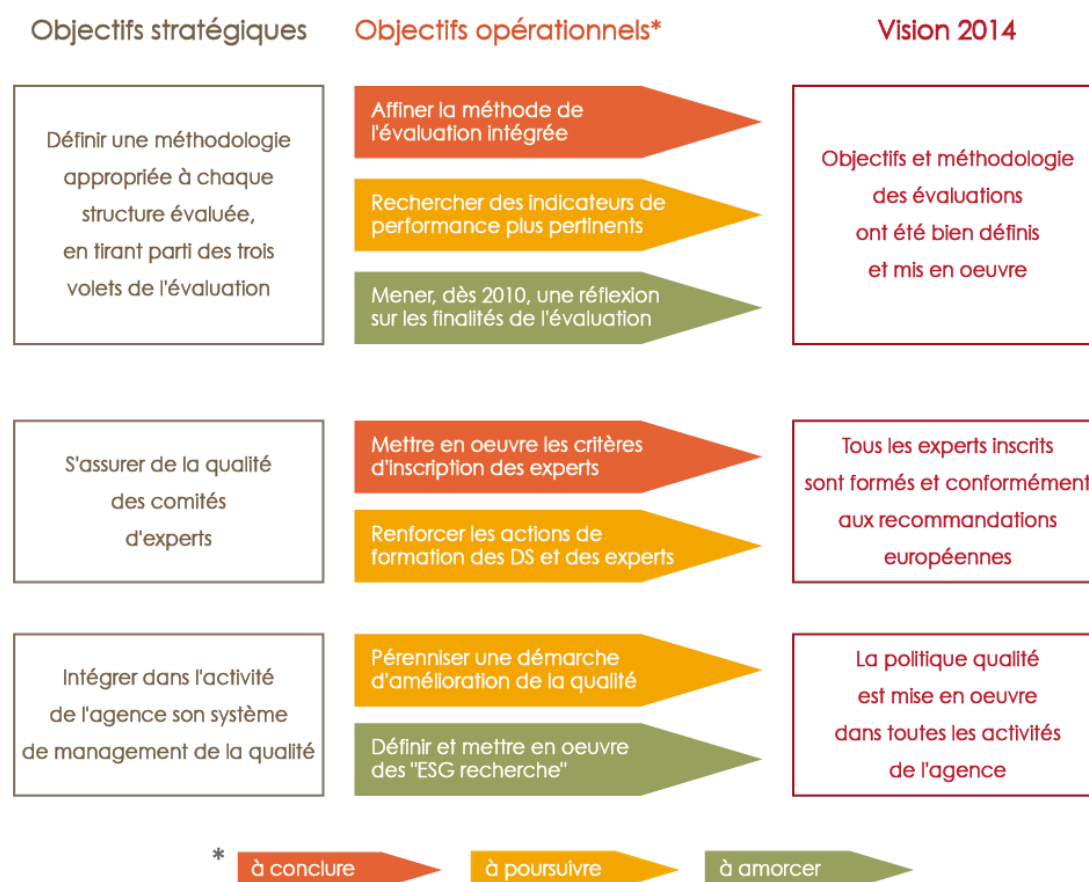 Objectifs stratégiques
Objectifs opérationnels*
Vision 2014
Définir une méthodologie
appropriée à chaque
structure évaluée,
en tirant parti des trois
volets de l'évaluation
Affiner la méthode de
l'évaluation intégrée
Rechercher des indicateurs de
performance plus pertinents
Mener, dès 2010, une réflexion
sur les finalités de l'évaluation
Objectifs et méthodologie
des évaluations
ont été bien définis
et mis en oeuvre
S'assurer de la qualité
des comités
d'experts
Mettre en oeuvre les critères
d'inscription des experts
Renforcer les actions de
formation des DS et des experts
Tous les experts inscrits
sont formés et conformément
aux recommandations
européennes
Intégrer dans l'activité
de l'agence son système
de management de la qualité
Pérenniser une démarche
d'amélioration de la qualité
Définir et mettre en oeuvre
des "ESG recherche"
La politique qualité
est mise en oeuvre
dans toutes les activités
de l'agence
* à conclure
à poursuivre
à amorcer